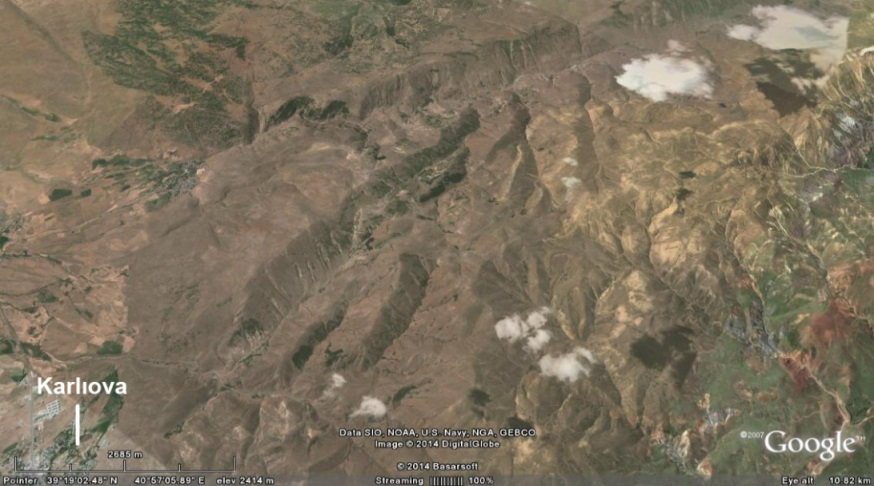 Karlıova
2685 m
Data SIO, NOAA, U.S. Navy, NGA, GEBCO
Image © 2014 DigitalGlobe
©2007 Google™
© 2014 Basarsoft
Pointer 39°19'02.48" N 40°57'05.89" E elev 2414 m Streaming |||||||||| 100% Eye alt 10.82 km